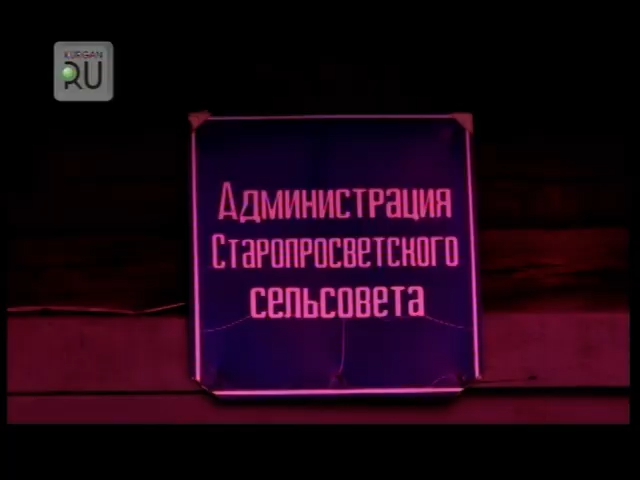 KURGAN
RU
Администрация
Старопросветского
сельсовета